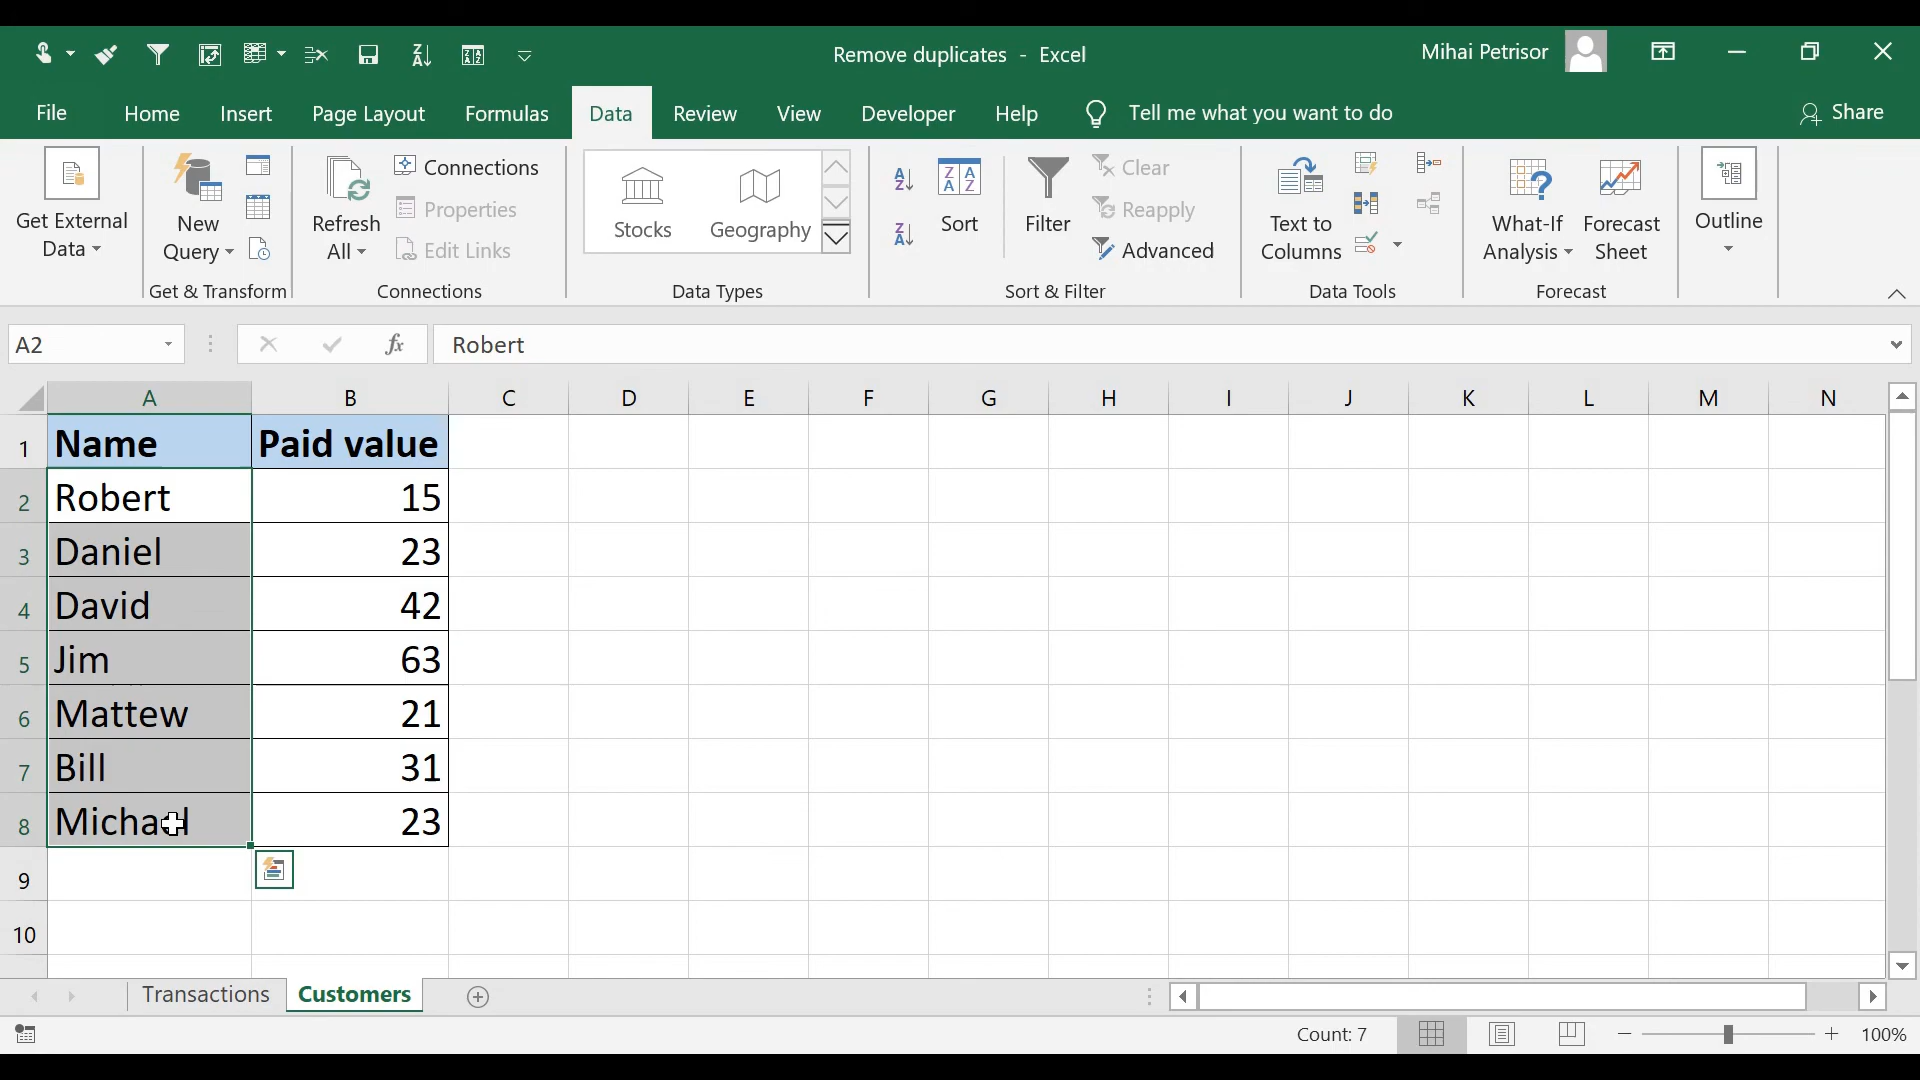 Remove duplicates - Excel
Mihai Petrisor
File Home Insert Page Layout Formulas Data Review View Developer Help Tell me what you want to do Share
Get External Data
New Query
Get & Transform
Refresh All
Connections
Properties
Edit Links
Connections
Stocks
Geography
Data Types
Sort
Filter
Clear
Reapply
Advanced
Sort & Filter
Text to Columns
Data Tools
What-If Analysis
Forecast Sheet
Forecast
Outline
A2 fx Robert
A B C D E F G H I J K L M N
1 Name Paid value
2 Robert 15
3 Daniel 23
4 David 42
5 Jim 63
6 Mattew 21
7 Bill 31
8 Michael 23
9
10
Transactions Customers
Count: 7 100%